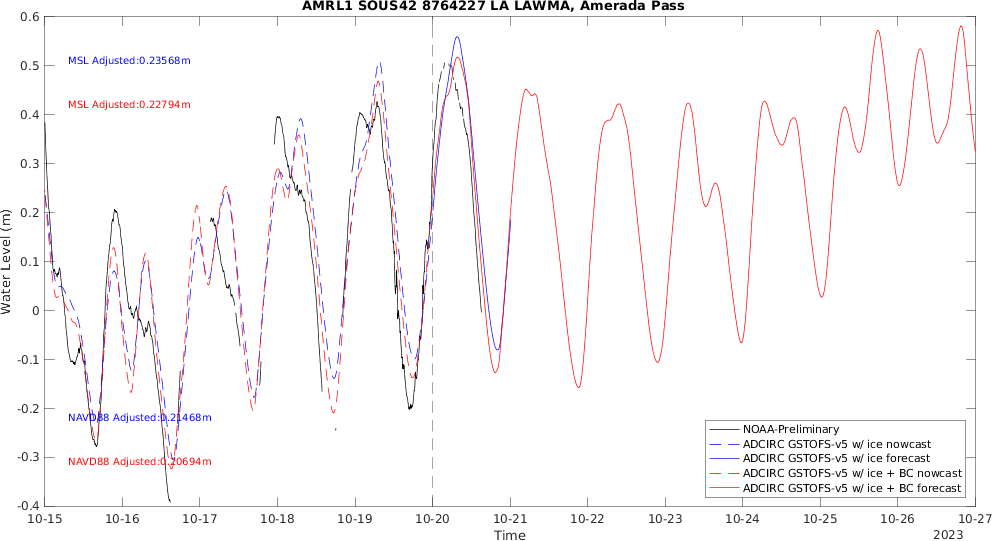 AMRL1 SOUS42 8764227 LA LAWMA, Amerada Pass
0.6
0.5
0.4
0.3
0.2
0.1
0
-0.1
-0.2
-0.3
-0.4
Water Level (m)
MSL Adjusted:0.23568m
MSL Adjusted:0.22794m
NAVD88 Adjusted:0.21468m
NAVD88 Adjusted:0.20694m
NOAA-Preliminary
ADCIRC GSTOFS-v5 w/ ice nowcast
ADCIRC GSTOFS-v5 w/ ice forecast
ADCIRC GSTOFS-v5 w/ ice + BC nowcast
ADCIRC GSTOFS-v5 w/ ice + BC forecast
10-15 10-16 10-17 10-18 10-19 10-20 10-21 10-22 10-23 10-24 10-25 10-26 10-27
Time
2023